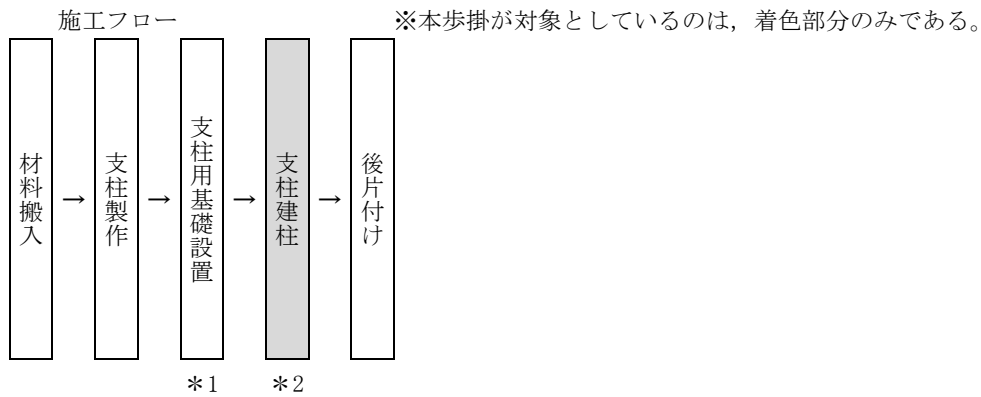 施工フロー
※本歩掛が対象としているのは，着色部分のみである。
材料搬入
→
支柱製作
→
支柱用基礎設置
→
支柱建柱
→
後片付け
＊1
＊2